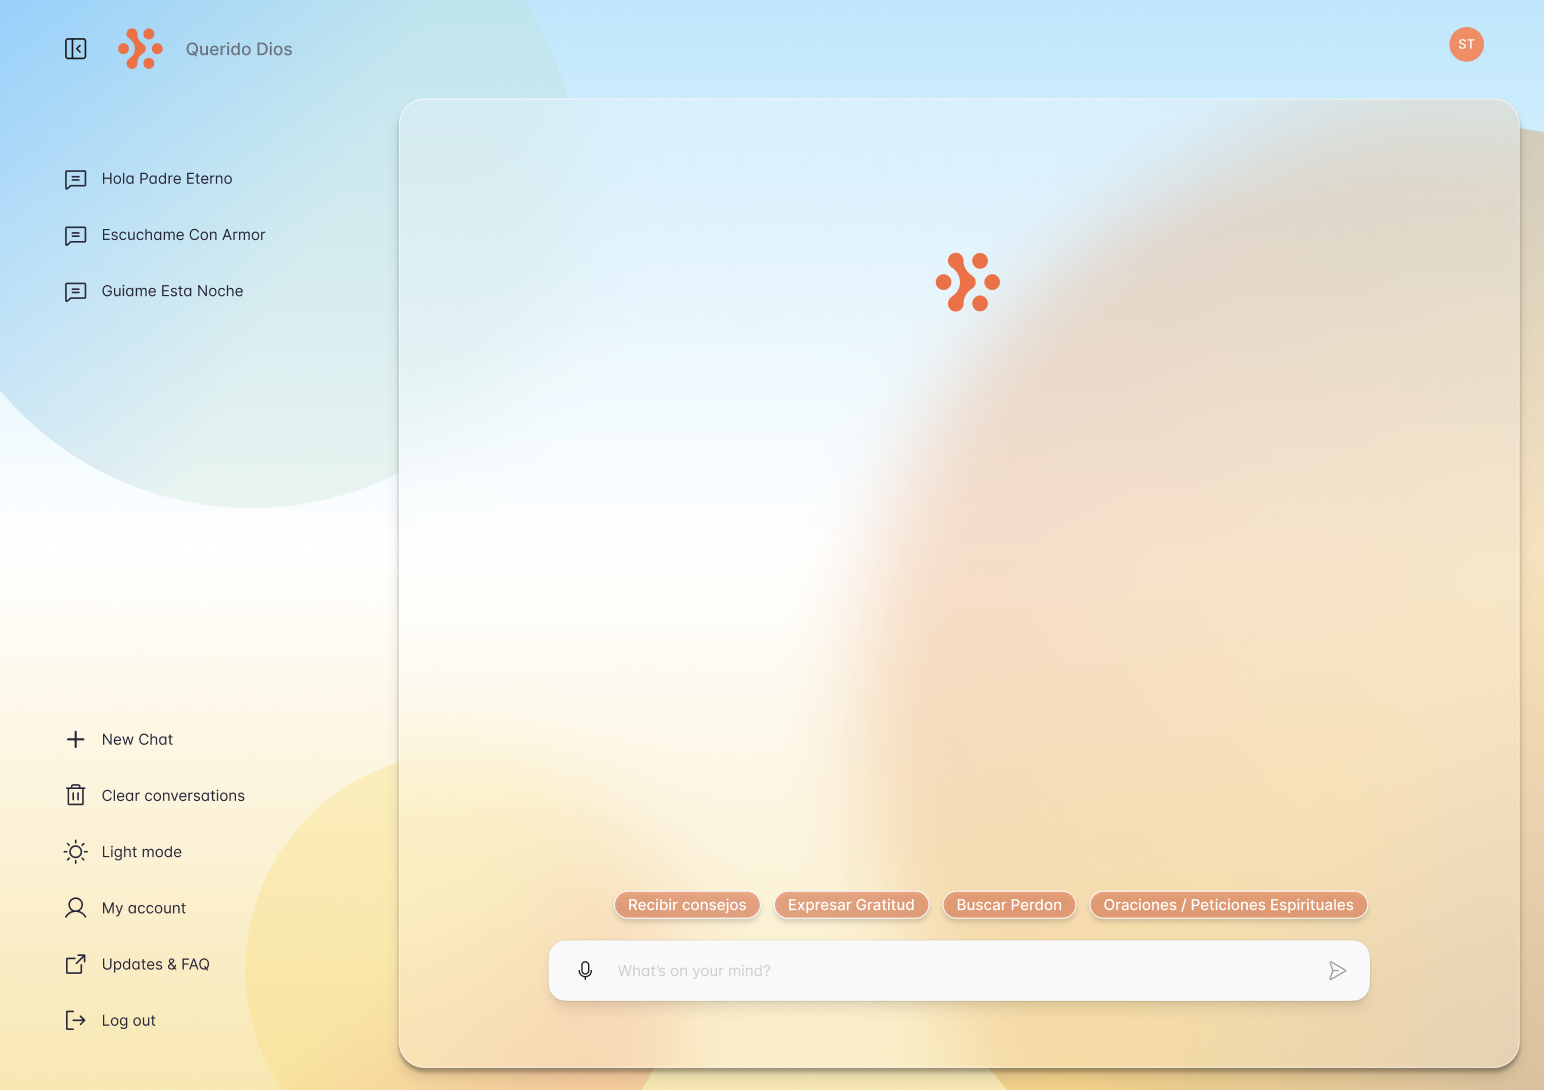 Querido Dios
ST
Hola Padre Eterno
Escuchame Con Armor
Guiame Esta Noche
New Chat
Clear conversations
Light mode
My account
Updates & FAQ
Log out
Recibir consejos
Expresar Gratitud
Buscar Perdon
Oraciones / Peticiones Espirituales
What's on your mind?